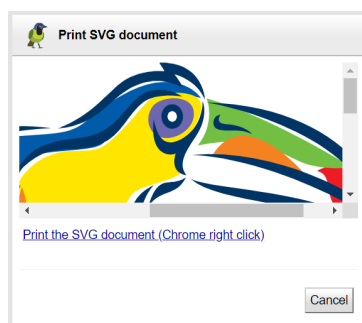 Print SVG document
Print the SVG document (Chrome right click)
Cancel